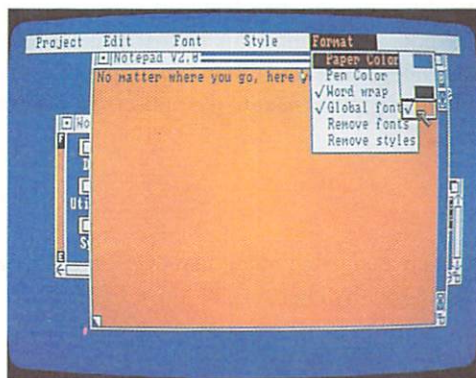 Project Edit Font Style Format
Notepad V2.0
No matter where you go, here
Paper Color
Pen Color
✓Word wrap
✓Global font
Remove fonts
Remove styles